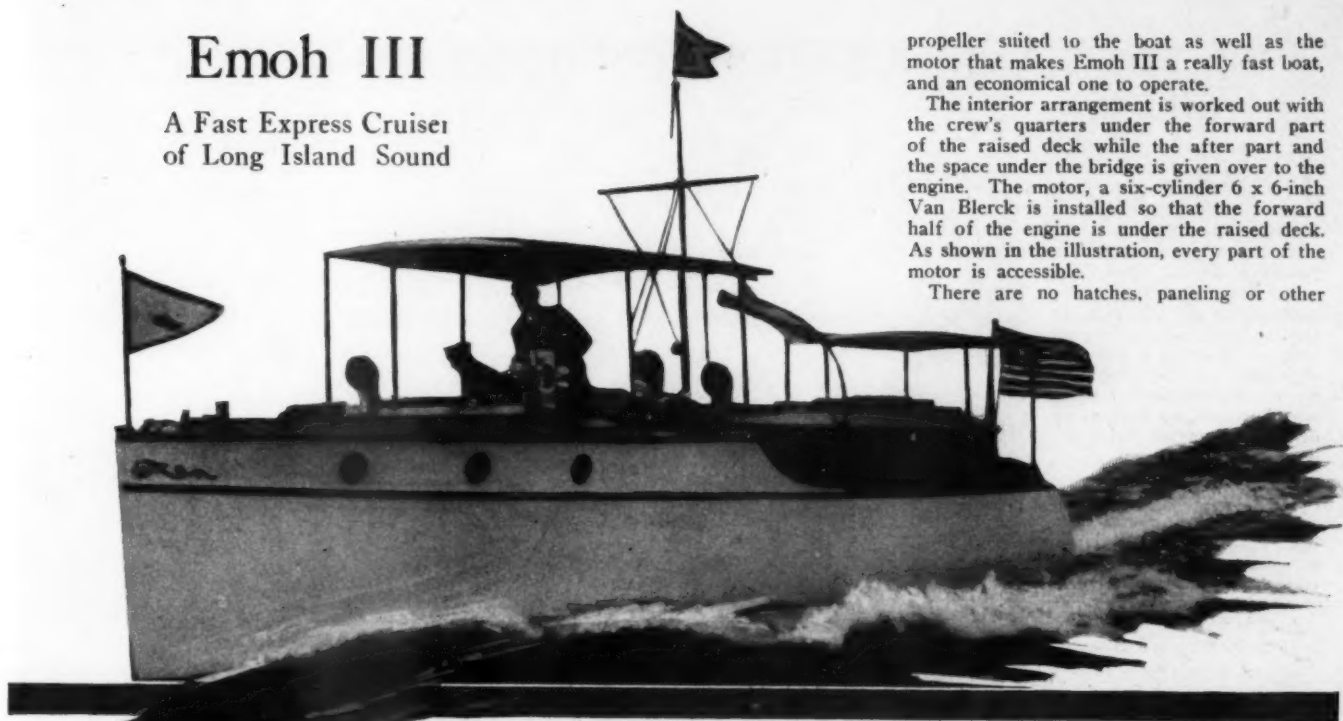 Emoh III
A Fast Express Cruiser
of Long Island Sound
propeller suited to the boat as well as the
motor that makes Emoh III a really fast boat,
and an economical one to operate.
The interior arrangement is worked out with
the crew's quarters under the forward part
of the raised deck while the after part and
the space under the bridge is given over to the
engine. The motor, a six-cylinder 6 x 6-inch
Van Blerck is installed so that the forward
half of the engine is under the raised deck.
As shown in the illustration, every part of the
motor is accessible.
There are no hatches, paneling or other